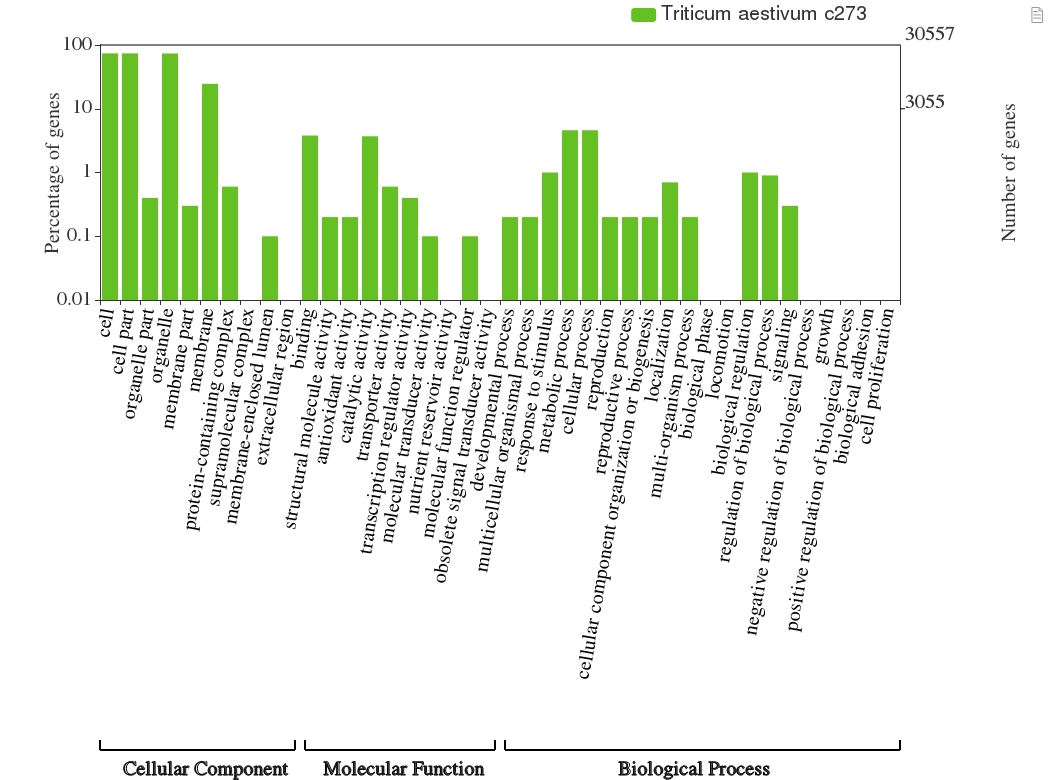 Triticum aestivum c273
30557
3055
Number of genes
Percentage of genes
100
10
1
0.1
0.01
cell
cell part
organelle part
organelle
membrane part
membrane
protein-containing complex
supramolecular complex
membrane-enclosed lumen
extracellular region
binding
structural molecule activity
antioxidant activity
catalytic activity
transporter activity
transcription regulator activity
molecular transducer activity
nutrient reservoir activity
molecular function regulator
obsolete signal transducer activity
developmental process
multicellular organismal process
response to stimulus
metabolic process
cellular process
reproduction
reproductive process
cellular component organization or biogenesis
localization
multi-organism process
biological phase
locomotion
biological regulation
regulation of biological process
signaling
negative regulation of biological process
growth
positive regulation of biological process
biological adhesion
cell proliferation
Cellular Component
Molecular Function
Biological Process